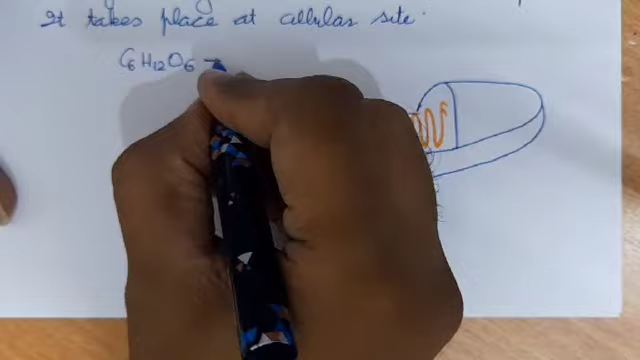 It takes place at cellular site.
C6H12O6 →